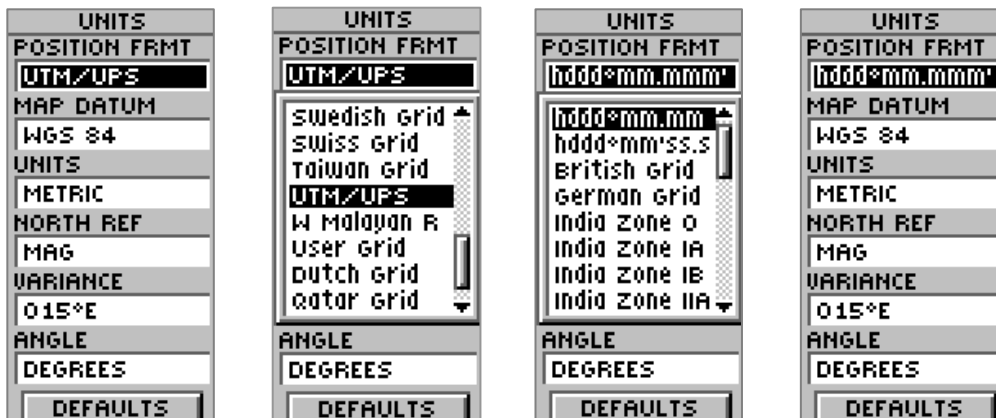 UNITS
POSITION FRMT
UTM/UPS
MAP DATUM
WGS 84
UNITS
METRIC
NORTH REF
MAG
VARIANCE
015°E
ANGLE
DEGREES
DEFAULTS
UNITS
POSITION FRMT
UTM/UPS
Swedish Grid
Swiss Grid
Taiwan Grid
UTM/UPS
W Malayan R
User Grid
Dutch Grid
Qatar Grid
ANGLE
DEGREES
DEFAULTS
UNITS
POSITION FRMT
hddd°mm.mmm'
hddd°mm.mm
hddd°mm'ss.s
British Grid
German Grid
India Zone O
India Zone IA
India Zone IB
India Zone IIA
ANGLE
DEGREES
DEFAULTS
UNITS
POSITION FRMT
hddd°mm.mmm'
MAP DATUM
WGS 84
UNITS
METRIC
NORTH REF
MAG
VARIANCE
015°E
ANGLE
DEGREES
DEFAULTS